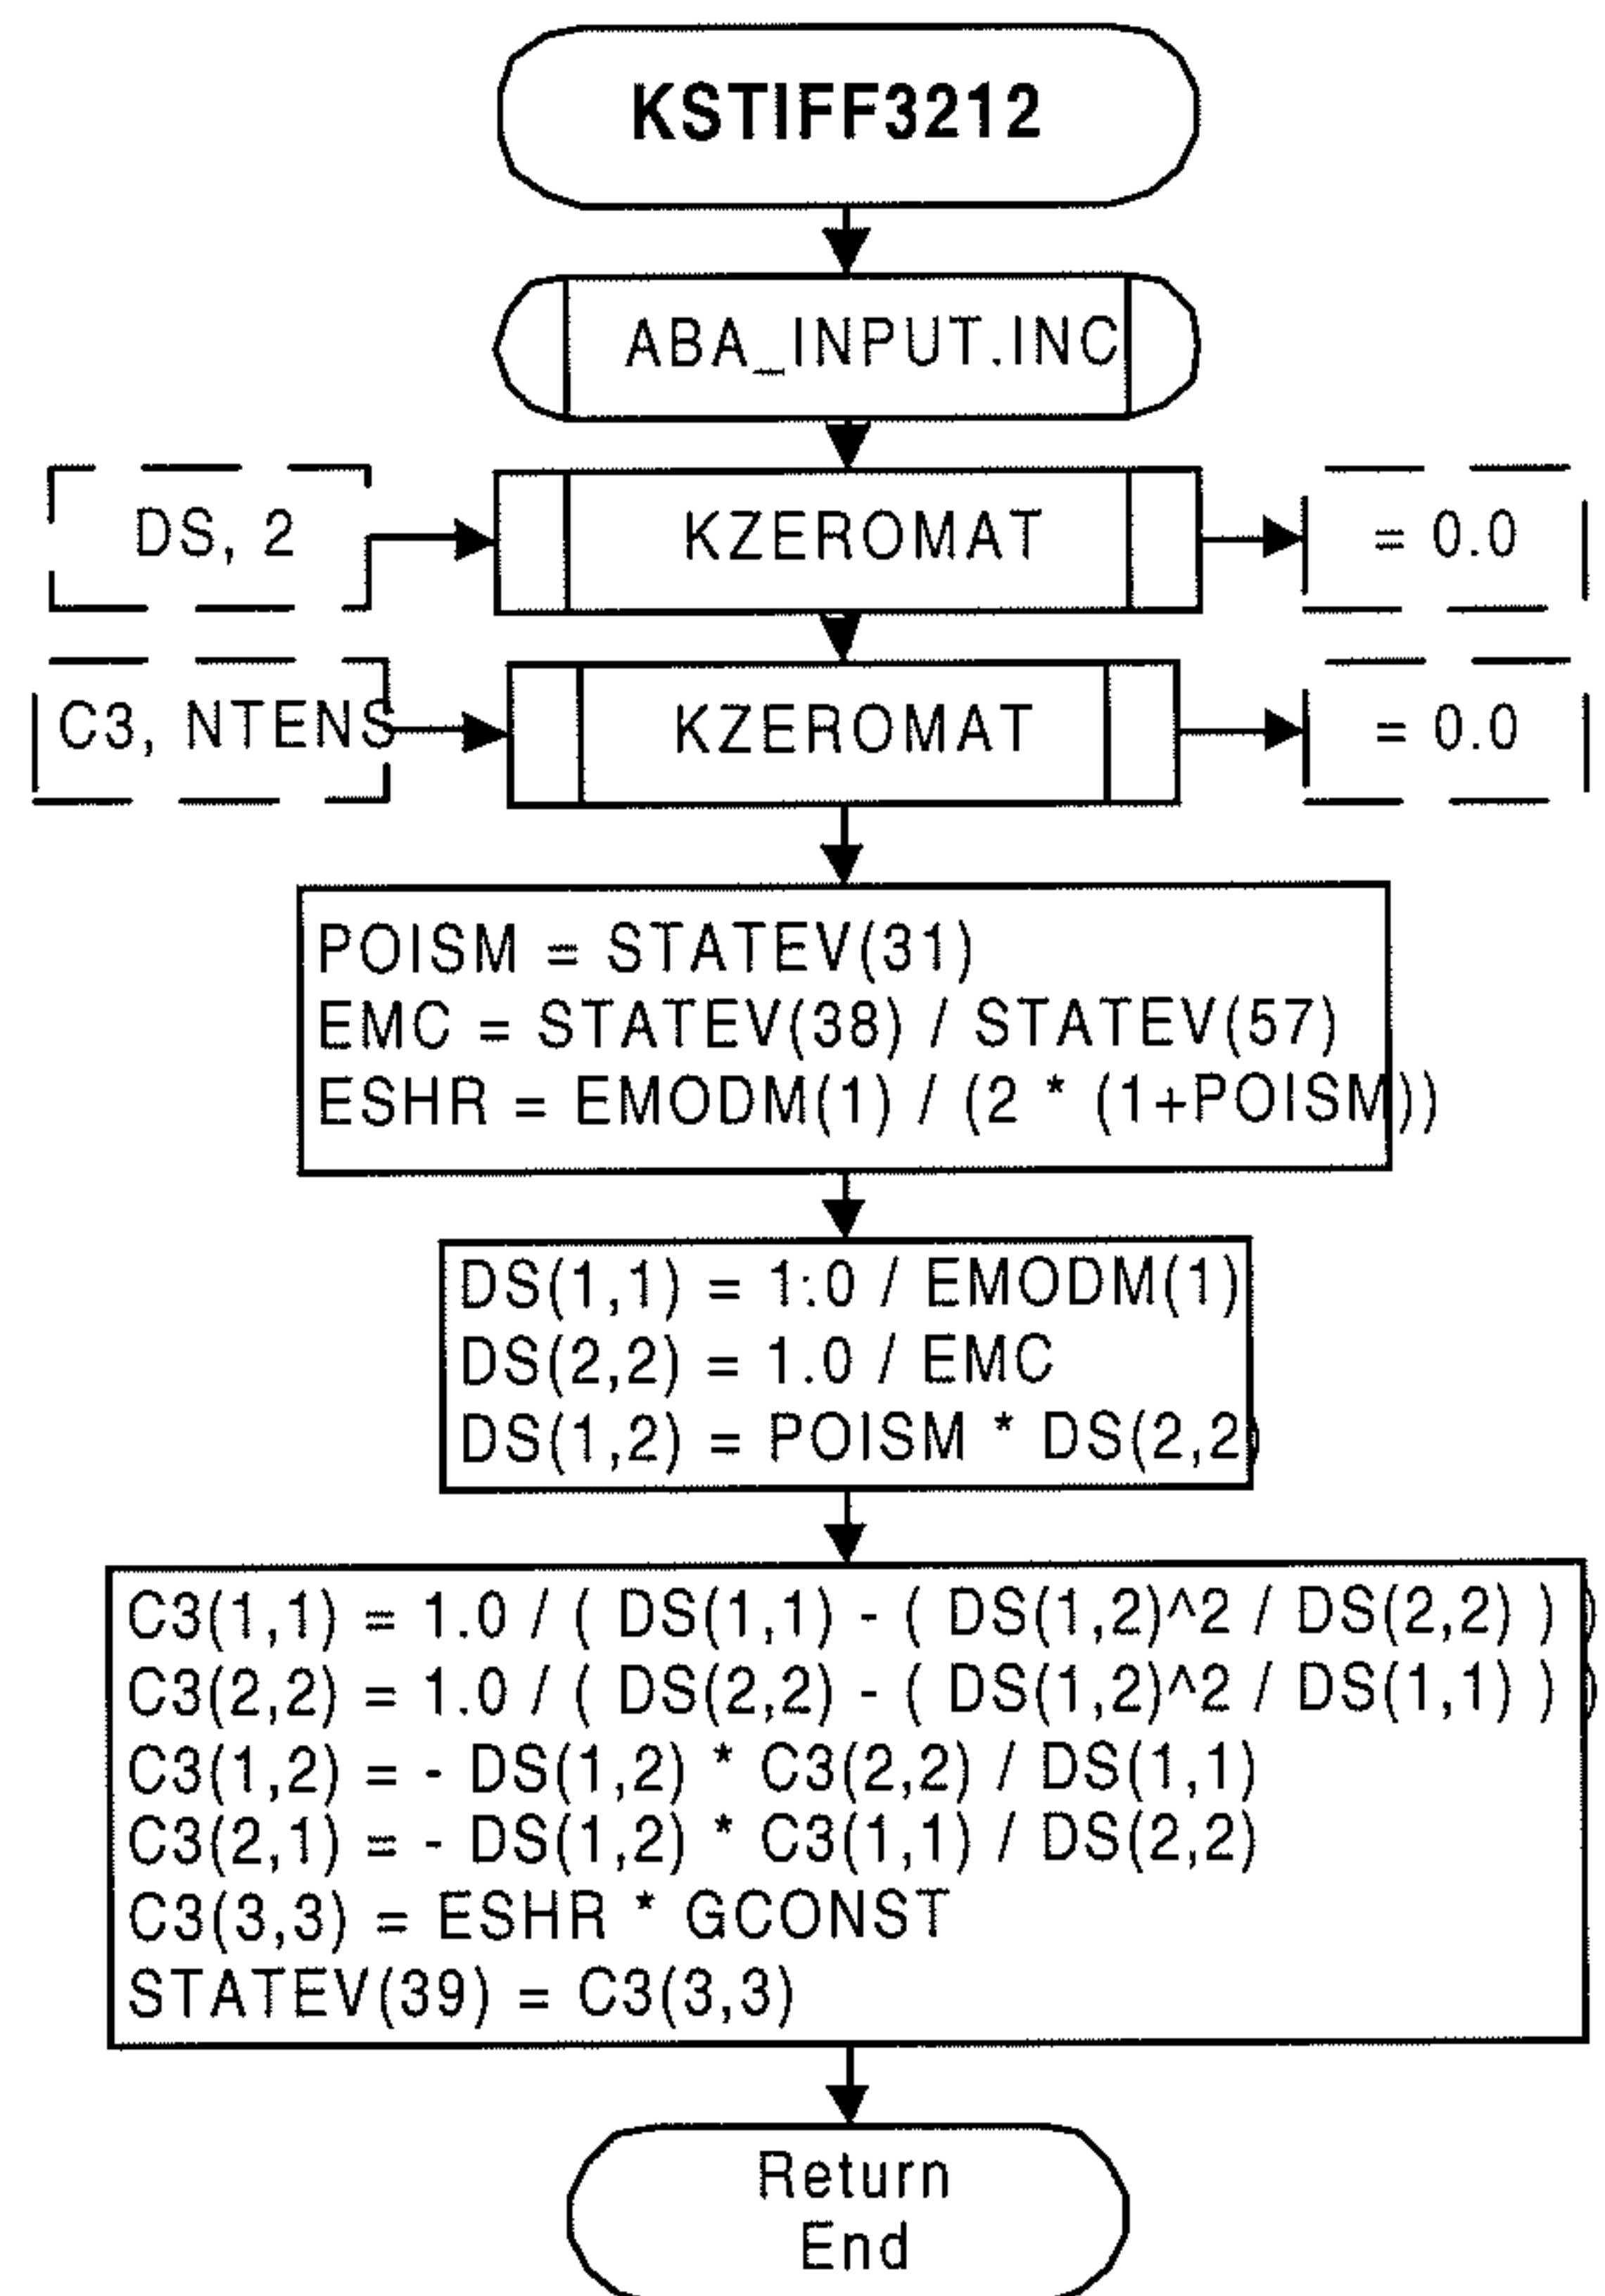 KSTIFF3212
ABA_INPUT.INC
DS, 2
KZEROMAT
= 0.0
C3, NTENS
KZEROMAT
= 0.0
POISM = STATEV(31)
EMC = STATEV(38) / STATEV(57)
ESHR = EMODM(1) / (2 * (1+POISM))
DS(1,1) = 1:0 / EMODM(1)
DS(2,2) = 1.0 / EMC
DS(1,2) = POISM * DS(2,2)
C3(1,1) = 1.0 / ( DS(1,1) - ( DS(1,2)^2 / DS(2,2) ) )
C3(2,2) = 1.0 / ( DS(2,2) - ( DS(1,2)^2 / DS(1,1) ) )
C3(1,2) = - DS(1,2) * C3(2,2) / DS(1,1)
C3(2,1) = - DS(1,2) * C3(1,1) / DS(2,2)
C3(3,3) = ESHR * GCONST
STATEV(39) = C3(3,3)
Return
End